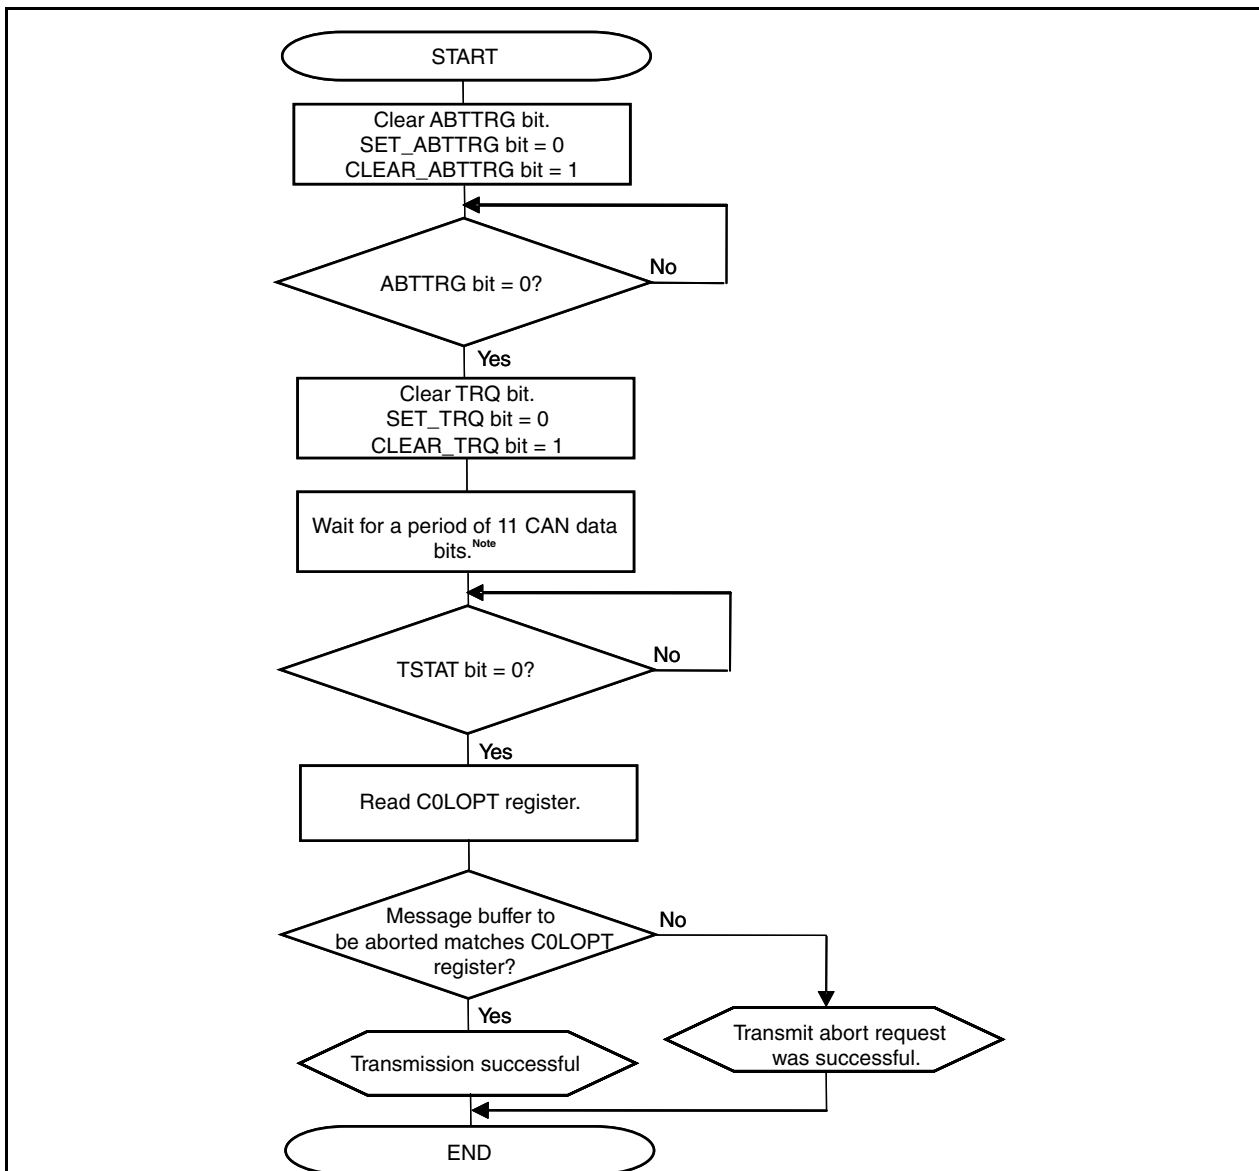 START
Clear ABTTRG bit.
SET_ABTTRG bit = 0
CLEAR_ABTTRG bit = 1
ABTTRG bit = 0?
No
Yes
Clear TRQ bit.
SET_TRQ bit = 0
CLEAR_TRQ bit = 1
Wait for a period of 11 CAN data
bits.Note
TSTAT bit = 0?
No
Yes
Read C0LOPT register.
Message buffer to
be aborted matches C0LOPT
register?
No
Yes
Transmission successful
Transmit abort request
was successful.
END